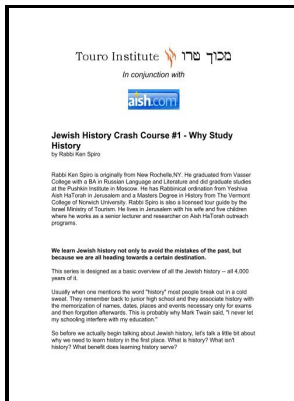 Touro Institute מכון טרו
In conjunction with
aish.com
Jewish History Crash Course #1 - Why Study
History
by Rabbi Ken Spiro
Rabbi Ken Spiro is originally from New Rochelle,NY. He graduated from Vasser
College with a BA in Russian Language and Literature and did graduate studies
at the Pushkin Institute in Moscow. He has Rabbinical ordination from Yeshiva
Aish HaTorah in Jerusalem and a Masters Degree in History from The Vermont
College of Norwich University. Rabbi Spiro is also a licensed tour guide by the
Israel Ministry of Tourism. He lives in Jerusalem with his wife and five children
where he works as a senior lecturer and researcher on Aish HaTorah outreach
programs.
We learn Jewish history not only to avoid the mistakes of the past, but
because we are all heading towards a certain destination.
This series is designed as a basic overview of all the Jewish history -- all 4,000
years of it.
Usually when one mentions the word "history" most people break out in a cold
sweat. They remember back to junior high school and they associate history with
the memorization of names, dates, places and events necessary only for exams
and then forgotten afterwards. This is probably why Mark Twain said, "I never let
my schooling interfere with my education."
So before we actually begin talking about Jewish history, let's talk a little bit about
why we need to learn history in the first place. What is history? What isn't
history? What benefit does learning history serve?